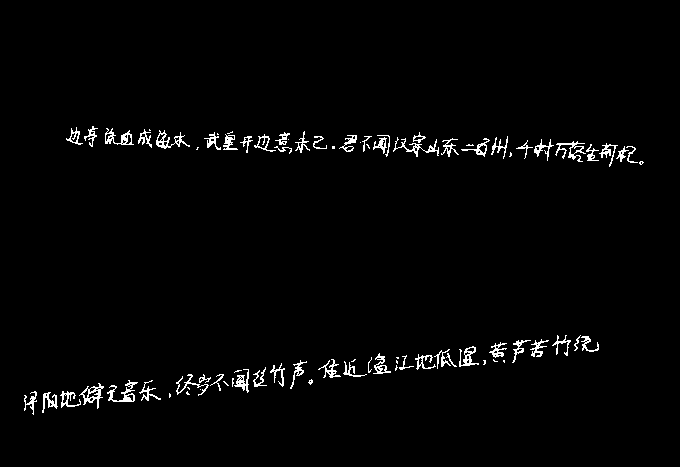 边亭流血成海水,武皇开边意未已.君不闻汉家山东二百州,千村万落生荆杞。
浔阳地僻无音乐,终岁不闻丝竹声。住近湓江地低湿,黄芦苦竹绕